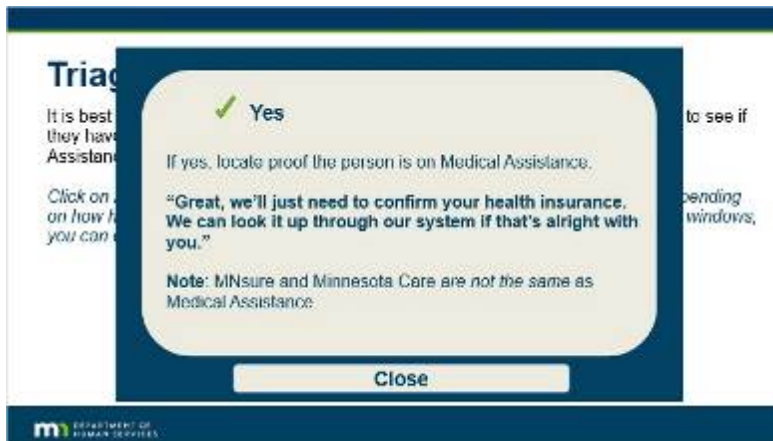 Triag
It is best to see if
they have
Assistan
Click on pending
on how h windows,
you can
✓ Yes
If yes, locate proof the person is on Medical Assistance.
“Great, we’ll just need to confirm your health insurance.
We can look it up through our system if that’s alright with
you.”
Note: MNsure and Minnesota Care are not the same as
Medical Assistance
Close
mn DEPARTMENT OF
HUMAN SERVICES